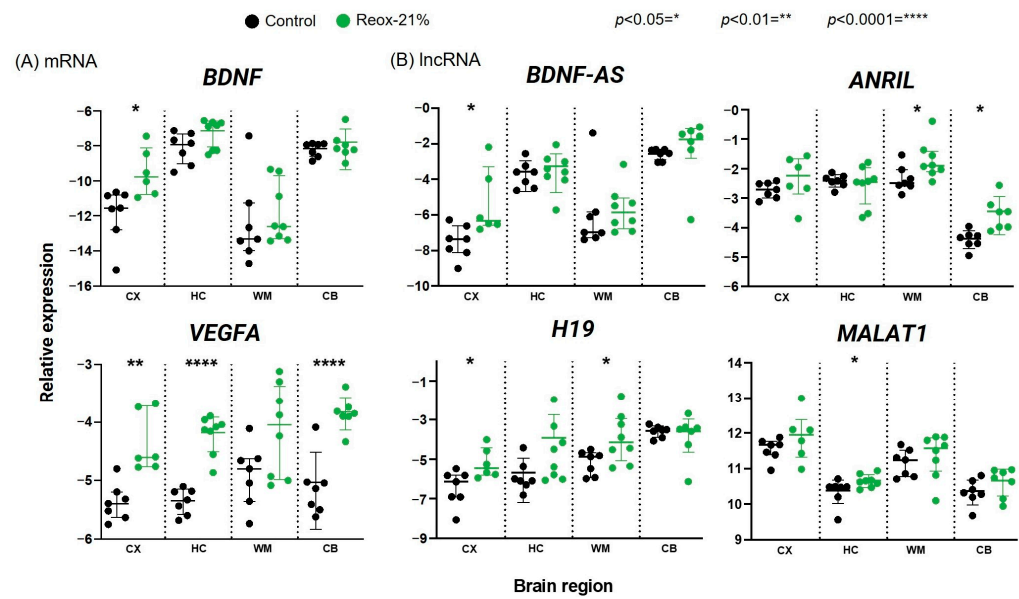 Control Reox-21% p<0.05=* p<0.01=** p<0.0001=****
(A) mRNA (B) lncRNA
BDNF BDNF-AS ANRIL
* * * *
−6
−8
−10
−12
−14
−16
CX HC WM CB
−0
−2
−4
−6
−8
−10
CX HC WM CB
−0
−1
−2
−3
−4
−5
−6
CX HC WM CB
Relative expression
VEGFA H19 MALAT1
** **** **** * * *
−3
−4
−5
−6
CX HC WM CB
−1
−3
−5
−7
−9
CX HC WM CB
14
13
12
11
10
9
CX HC WM CB
Brain region